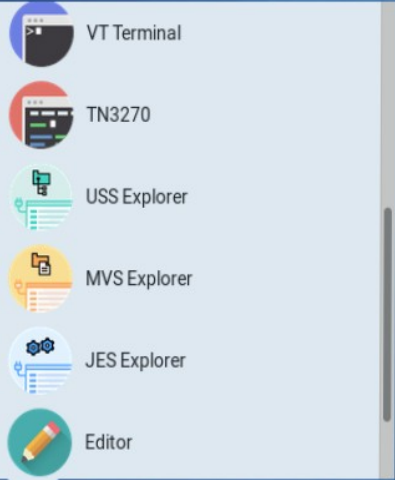 VT Terminal
TN3270
USS Explorer
MVS Explorer
JES Explorer
Editor